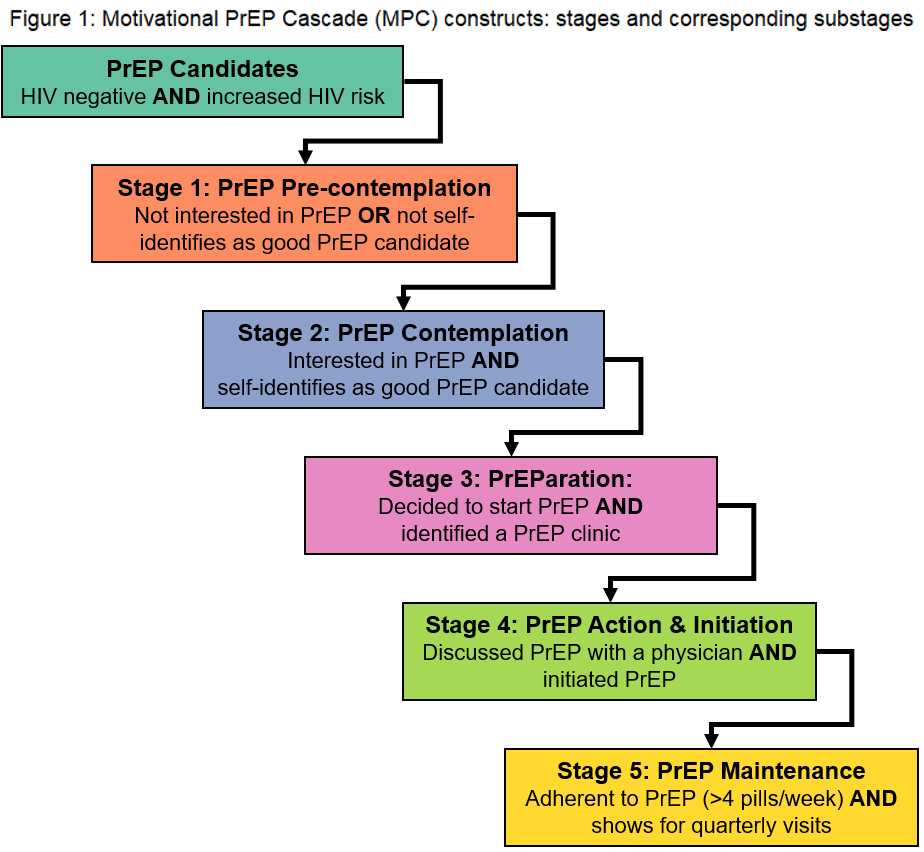 Figure 1: Motivational PrEP Cascade (MPC) constructs: stages and corresponding substages
PrEP Candidates
HIV negative AND increased HIV risk
Stage 1: PrEP Pre-contemplation
Not interested in PrEP OR not self-
identifies as good PrEP candidate
Stage 2: PrEP Contemplation
Interested in PrEP AND
self-identifies as good PrEP candidate
Stage 3: PrEParation:
Decided to start PrEP AND
identified a PrEP clinic
Stage 4: PrEP Action & Initiation
Discussed PrEP with a physician AND
initiated PrEP
Stage 5: PrEP Maintenance
Adherent to PrEP (>4 pills/week) AND
shows for quarterly visits